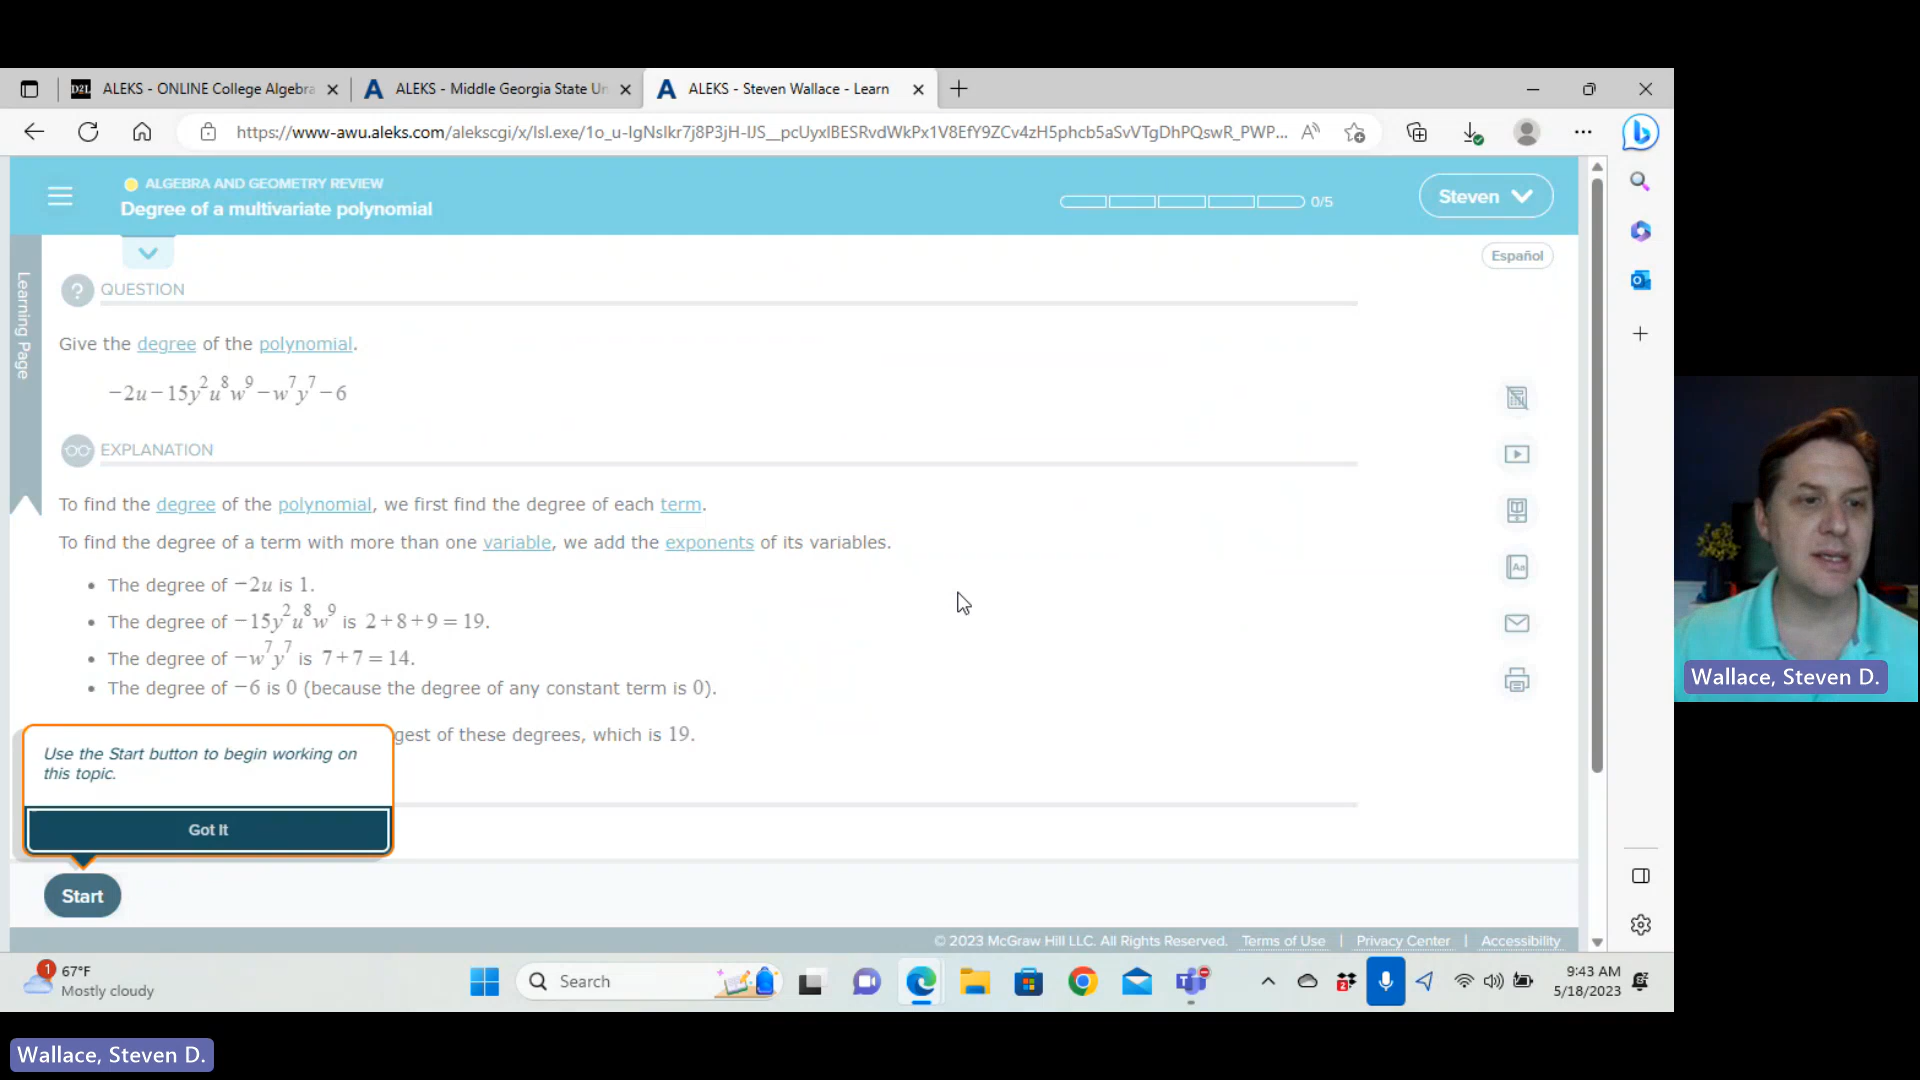 ALEKS - ONLINE College Algebra
ALEKS - Middle Georgia State Un
ALEKS - Steven Wallace - Learn
https://www-awu.aleks.com/alekscgi/x/Isl.exe/1o_u-IgNsIkr7j8P3jH-IJS__pcUyxlBESRvdWkPx1V8EfY9ZCv4zH5phcb5aSvVTgDhPQswR_PWP...
ALGEBRA AND GEOMETRY REVIEW
Degree of a multivariate polynomial
0/5
Steven
Español
Learning Page
QUESTION
Give the degree of the polynomial.
−2u−15y²u⁸w⁹−w⁷y⁷−6
EXPLANATION
To find the degree of the polynomial, we first find the degree of each term.
To find the degree of a term with more than one variable, we add the exponents of its variables.
• The degree of −2u is 1.
• The degree of −15y²u⁸w⁹ is 2+8+9=19.
• The degree of −w⁷y⁷ is 7+7=14.
• The degree of −6 is 0 (because the degree of any constant term is 0).
gest of these degrees, which is 19.
Use the Start button to begin working on
this topic.
Got It
Start
© 2023 McGraw Hill LLC. All Rights Reserved. Terms of Use | Privacy Center | Accessibility
1
67°F
Mostly cloudy
Search
2
9:43 AM
5/18/2023
Wallace, Steven D.
Wallace, Steven D.